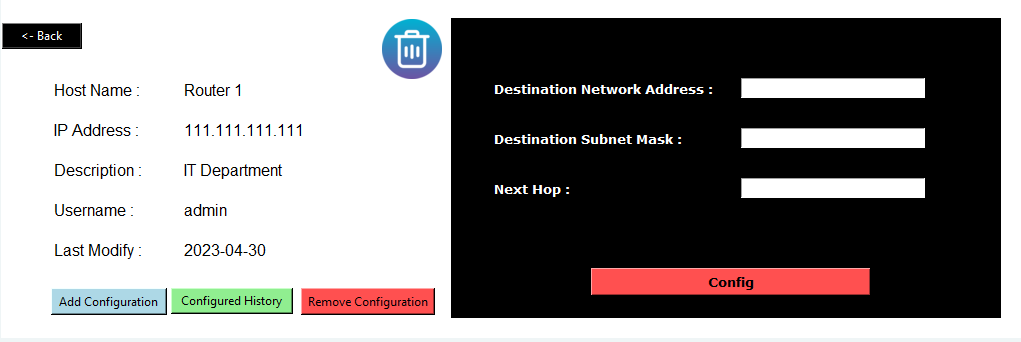 <- Back
Host Name : Router 1
IP Address : 111.111.111.111
Description : IT Department
Username : admin
Last Modify : 2023-04-30
Add Configuration
Configured History
Remove Configuration
Destination Network Address :
Destination Subnet Mask :
Next Hop :
Config